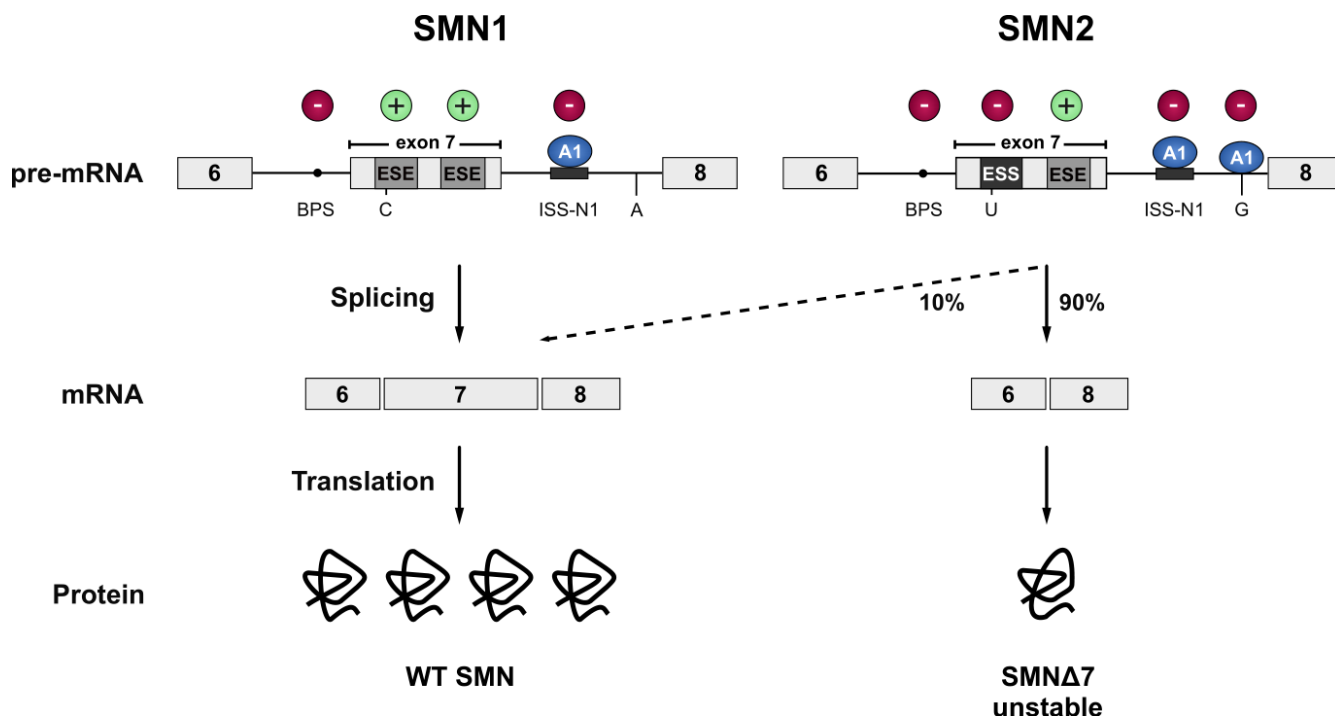 SMN1 SMN2
- + + - - - + - -
exon 7 exon 7
A1 A1 A1
pre-mRNA 6 ESE ESE 8 6 ESS ESE 8
BPS C ISS-N1 A BPS U ISS-N1 G
Splicing 10% 90%
mRNA 6 7 8 6 8
Translation
Protein
WT SMN SMNΔ7
unstable